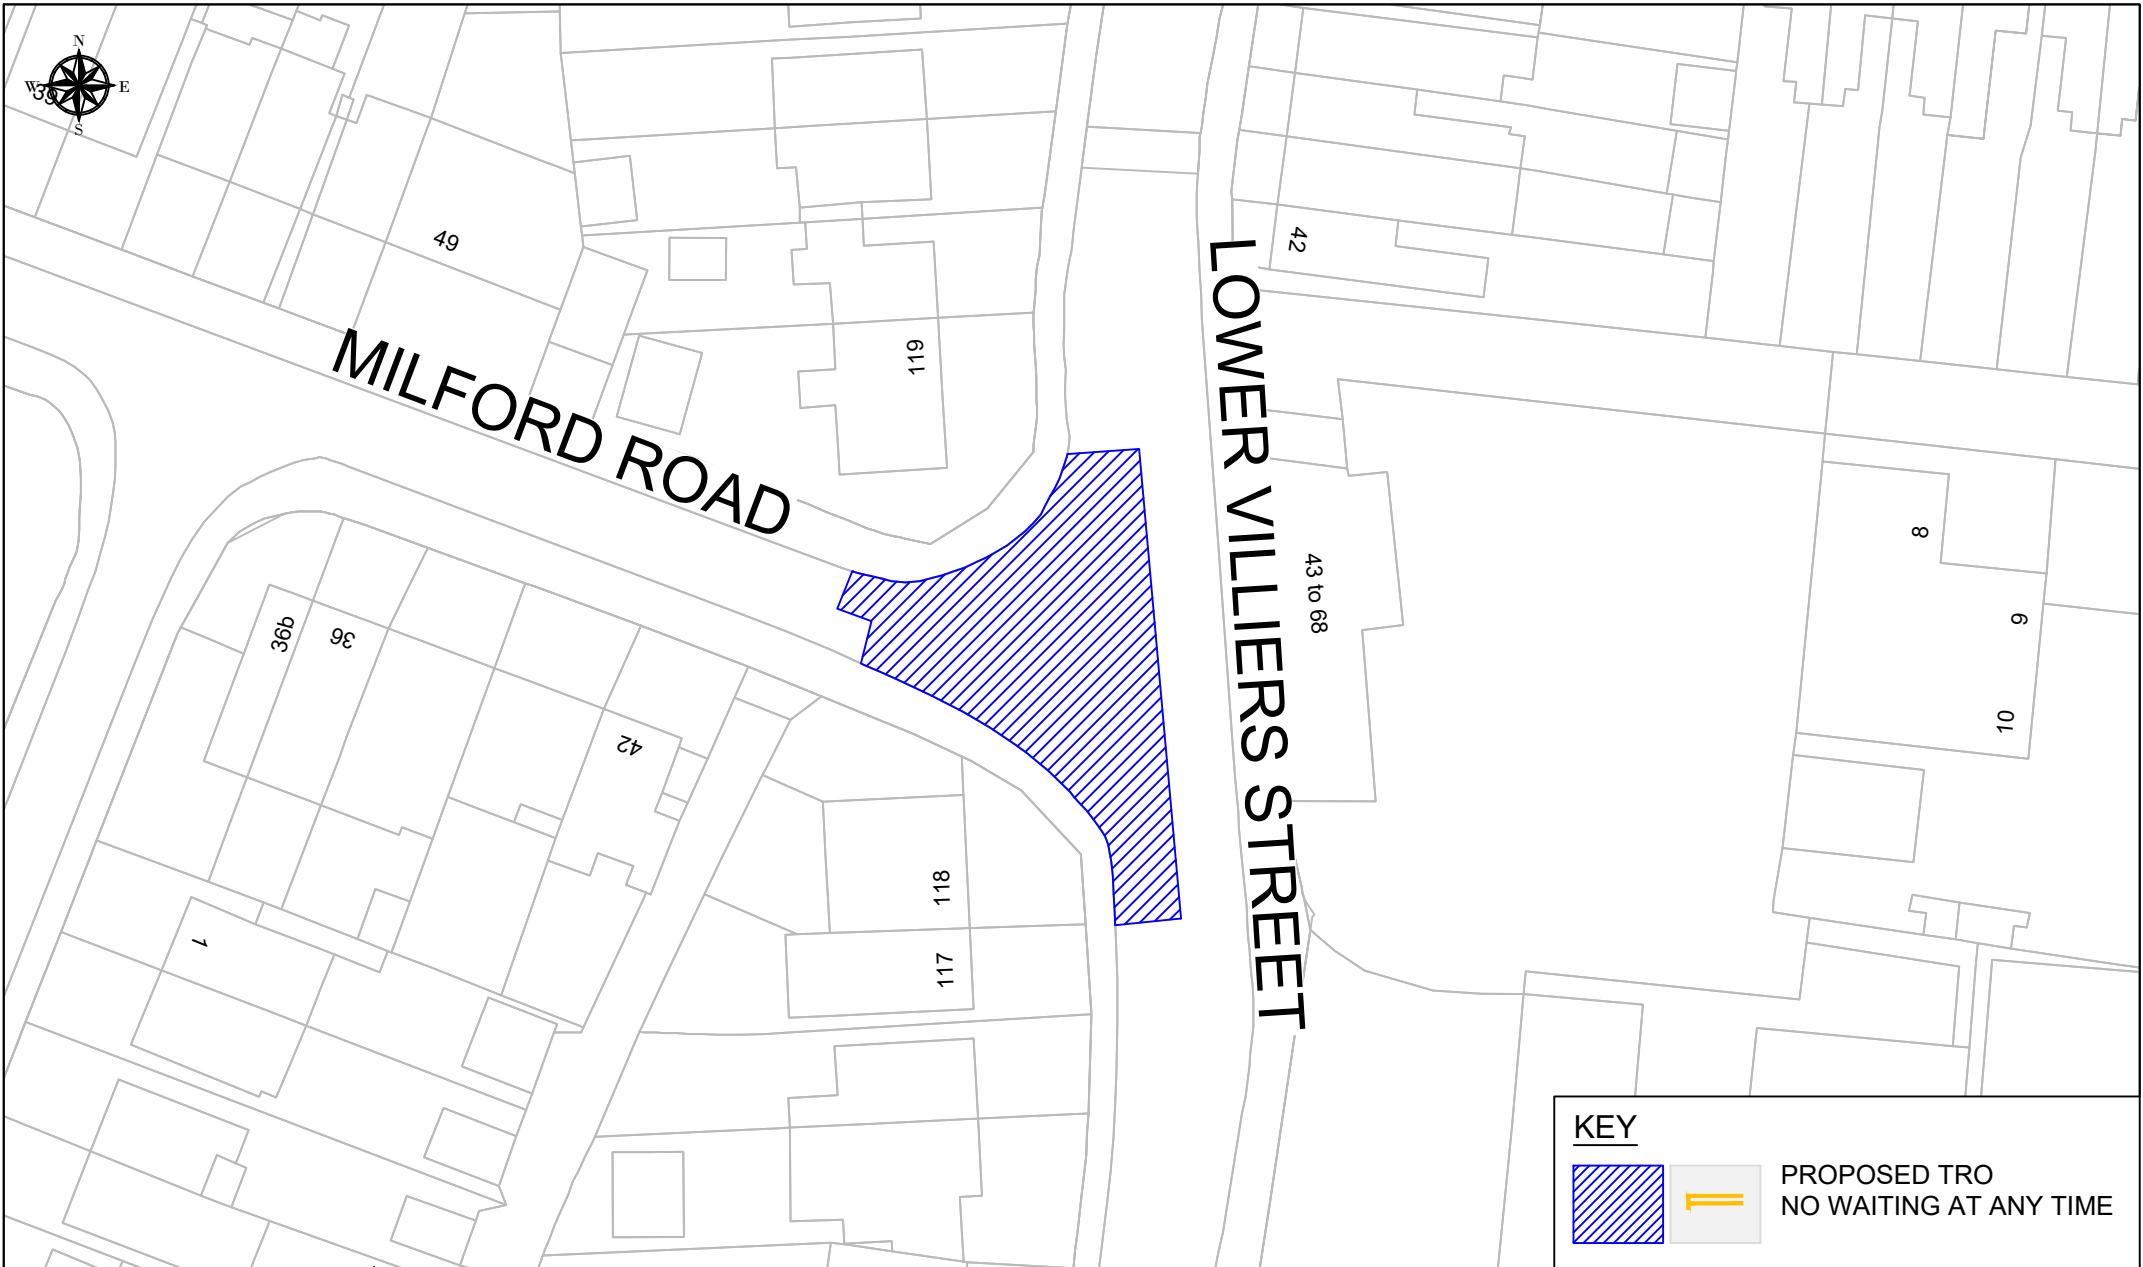 N
W
E
S
39
49
119
42
MILFORD ROAD
LOWER VILLIERS STREET
43 to 68
8
9
10
36b
36
42
118
117
1
KEY
PROPOSED TRO
NO WAITING AT ANY TIME